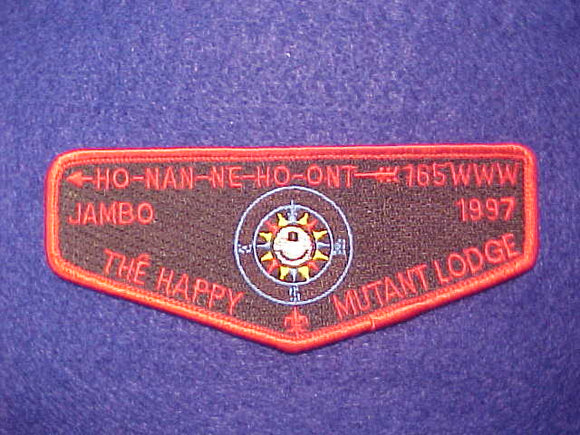 HO-NAN-NE-HO-ONT 165 WWW
JAMBO 1997
THE HAPPY MUTANT LODGE